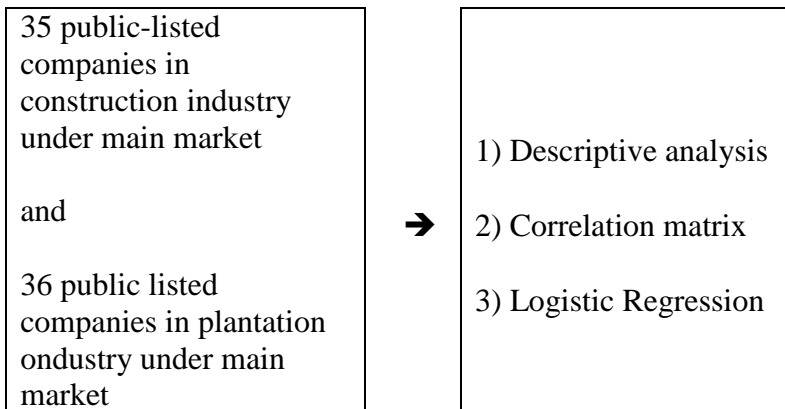 35 public-listed
companies in
construction industry
under main market
and
36 public listed
companies in plantation
ondustry under main
market
➔
1) Descriptive analysis
2) Correlation matrix
3) Logistic Regression